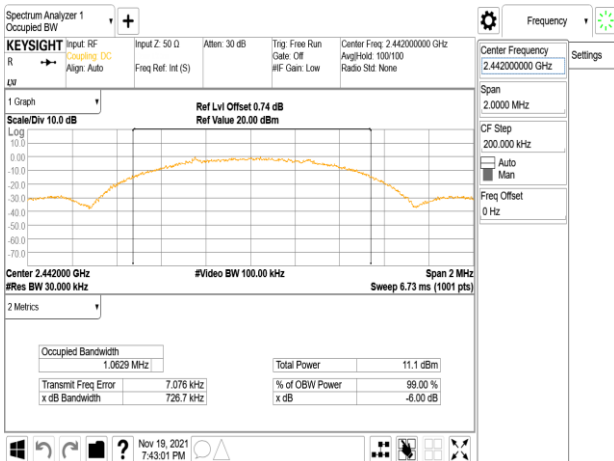 Spectrum Analyzer 1
Occupied BW
+
Frequency
KEYSIGHT
R
LXI
Input: RF
Coupling: DC
Align: Auto
Input Z: 50 Ω
Freq Ref: Int (S)
Atten: 30 dB
Trig: Free Run
Gate: Off
#IF Gain: Low
Center Freq: 2.442000000 GHz
Avg|Hold: 100/100
Radio Std: None
Center Frequency
2.442000000 GHz
Settings
Span
2.0000 MHz
CF Step
200.000 kHz
Auto
Man
Freq Offset
0 Hz
1 Graph
Scale/Div 10.0 dB
Ref Lvl Offset 0.74 dB
Ref Value 20.00 dBm
Log
10.0
0.00
-10.0
-20.0
-30.0
-40.0
-50.0
-60.0
-70.0
Center 2.442000 GHz
#Res BW 30.000 kHz
#Video BW 100.00 kHz
Span 2 MHz
Sweep 6.73 ms (1001 pts)
2 Metrics
Occupied Bandwidth
1.0629 MHz
Total Power 11.1 dBm
Transmit Freq Error 7.076 kHz
% of OBW Power 99.00 %
x dB Bandwidth 726.7 kHz
x dB -6.00 dB
?
Nov 19, 2021
7:43:01 PM